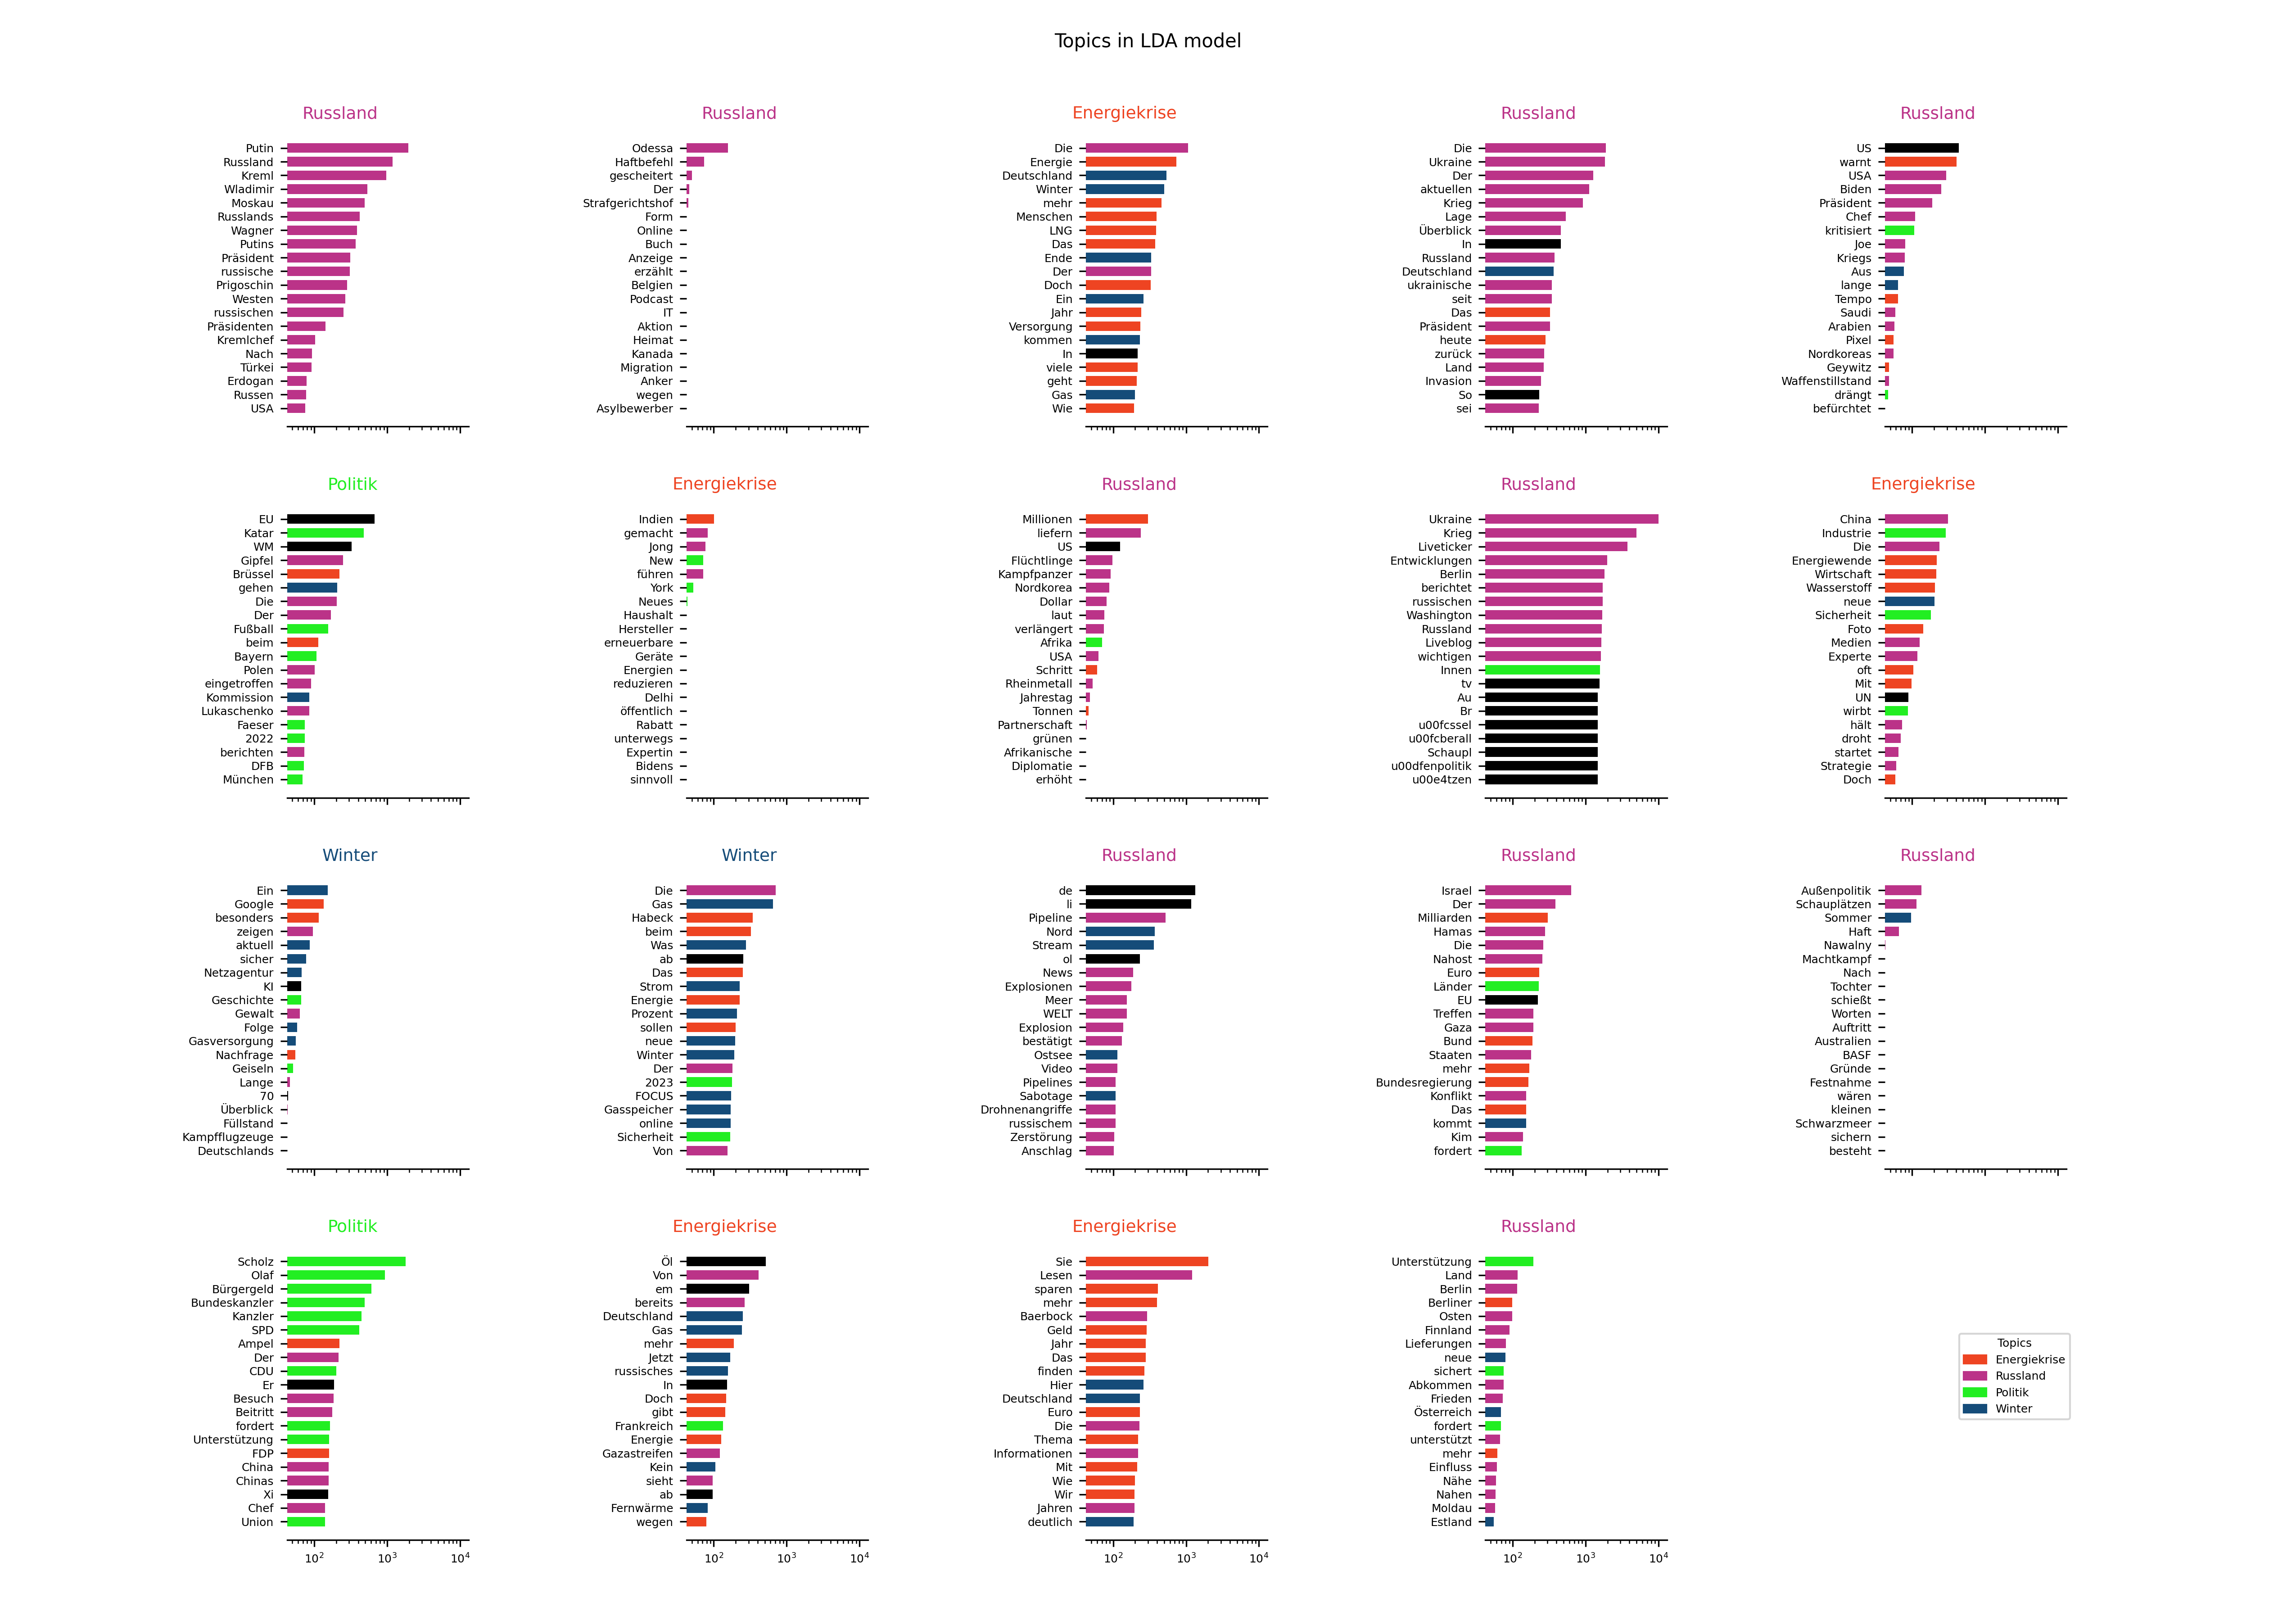 Topics in LDA model
Russland
Putin
Russland
Kreml
Wladimir
Moskau
Russlands
Wagner
Putins
Präsident
russische
Prigoschin
Westen
russischen
Präsidenten
Kremlchef
Nach
Türkei
Erdogan
Russen
USA
Russland
Odessa
Haftbefehl
gescheitert
Der
Strafgerichtshof
Form
Online
Buch
Anzeige
erzählt
Belgien
Podcast
IT
Aktion
Heimat
Kanada
Migration
Anker
wegen
Asylbewerber
Energiekrise
Die
Energie
Deutschland
Winter
mehr
Menschen
LNG
Das
Ende
Der
Doch
Ein
Jahr
Versorgung
kommen
In
viele
geht
Gas
Wie
Russland
Die
Ukraine
Der
aktuellen
Krieg
Lage
Überblick
In
Russland
Deutschland
ukrainische
seit
Das
Präsident
heute
zurück
Land
Invasion
So
sei
Russland
US
warnt
USA
Biden
Präsident
Chef
kritisiert
Joe
Kriegs
Aus
lange
Tempo
Saudi
Arabien
Pixel
Nordkoreas
Geywitz
Waffenstillstand
drängt
befürchtet
Politik
EU
Katar
WM
Gipfel
Brüssel
gehen
Die
Der
Fußball
beim
Bayern
Polen
eingetroffen
Kommission
Lukaschenko
Faeser
2022
berichten
DFB
München
Energiekrise
Indien
gemacht
Jong
New
führen
York
Neues
Haushalt
Hersteller
erneuerbare
Geräte
Energien
reduzieren
Delhi
öffentlich
Rabatt
unterwegs
Expertin
Bidens
sinnvoll
Russland
Millionen
liefern
US
Flüchtlinge
Kampfpanzer
Nordkorea
Dollar
laut
verlängert
Afrika
USA
Schritt
Rheinmetall
Jahrestag
Tonnen
Partnerschaft
grünen
Afrikanische
Diplomatie
erhöht
Russland
Ukraine
Krieg
Liveticker
Entwicklungen
Berlin
berichtet
russischen
Washington
Russland
Liveblog
wichtigen
Innen
tv
Au
Br
u00fcssel
u00fcberall
Schaupl
u00dfenpolitik
u00e4tzen
Energiekrise
China
Industrie
Die
Energiewende
Wirtschaft
Wasserstoff
neue
Sicherheit
Foto
Medien
Experte
oft
Mit
UN
wirbt
hält
droht
startet
Strategie
Doch
Winter
Ein
Google
besonders
zeigen
aktuell
sicher
Netzagentur
KI
Geschichte
Gewalt
Folge
Gasversorgung
Nachfrage
Geiseln
Lange
70
Überblick
Füllstand
Kampfflugzeuge
Deutschlands
Winter
Die
Gas
Habeck
beim
Was
ab
Das
Strom
Energie
Prozent
sollen
neue
Winter
Der
2023
FOCUS
Gasspeicher
online
Sicherheit
Von
Russland
de
li
Pipeline
Nord
Stream
ol
News
Explosionen
Meer
WELT
Explosion
bestätigt
Ostsee
Video
Pipelines
Sabotage
Drohnenangriffe
russischem
Zerstörung
Anschlag
Russland
Israel
Der
Milliarden
Hamas
Die
Nahost
Euro
Länder
EU
Treffen
Gaza
Bund
Staaten
mehr
Bundesregierung
Konflikt
Das
kommt
Kim
fordert
Russland
Außenpolitik
Schauplätzen
Sommer
Haft
Nawalny
Machtkampf
Nach
Tochter
schießt
Worten
Auftritt
Australien
BASF
Gründe
Festnahme
wären
kleinen
Schwarzmeer
sichern
besteht
Politik
Scholz
Olaf
Bürgergeld
Bundeskanzler
Kanzler
SPD
Ampel
Der
CDU
Er
Besuch
Beitritt
fordert
Unterstützung
FDP
China
Chinas
Xi
Chef
Union
10² 10³ 10⁴
Energiekrise
Öl
Von
em
bereits
Deutschland
Gas
mehr
Jetzt
russisches
In
Doch
gibt
Frankreich
Energie
Gazastreifen
Kein
sieht
ab
Fernwärme
wegen
10² 10³ 10⁴
Energiekrise
Sie
Lesen
sparen
mehr
Baerbock
Geld
Jahr
Das
finden
Hier
Deutschland
Euro
Die
Thema
Informationen
Mit
Wie
Wir
Jahren
deutlich
10² 10³ 10⁴
Russland
Unterstützung
Land
Berlin
Berliner
Osten
Finnland
Lieferungen
neue
sichert
Abkommen
Frieden
Österreich
fordert
unterstützt
mehr
Einfluss
Nähe
Nahen
Moldau
Estland
10² 10³ 10⁴
Topics
Energiekrise
Russland
Politik
Winter